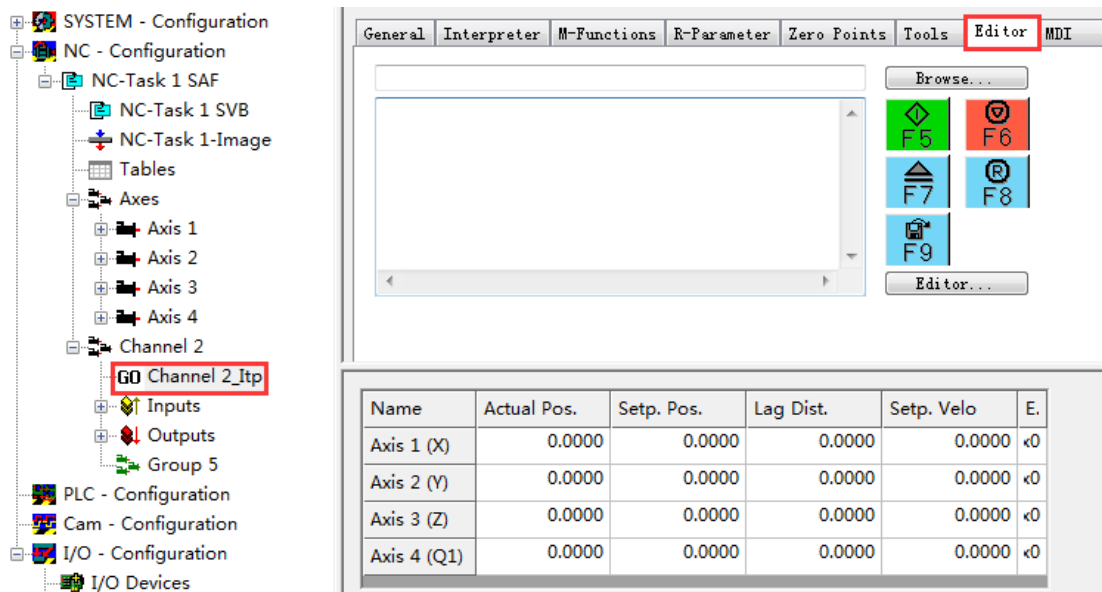 SYSTEM - Configuration
NC - Configuration
NC-Task 1 SAF
NC-Task 1 SVB
NC-Task 1-Image
Tables
Axes
Axis 1
Axis 2
Axis 3
Axis 4
Channel 2
GO Channel 2_Itp
Inputs
Outputs
Group 5
PLC - Configuration
Cam - Configuration
I/O - Configuration
I/O Devices
General Interpreter M-Functions R-Parameter Zero Points Tools Editor MDI
Browse...
F5 F6
F7 R F8
F9
Editor...
Name Actual Pos. Setp. Pos. Lag Dist. Setp. Velo E.
Axis 1 (X) 0.0000 0.0000 0.0000 0.0000 x0
Axis 2 (Y) 0.0000 0.0000 0.0000 0.0000 x0
Axis 3 (Z) 0.0000 0.0000 0.0000 0.0000 x0
Axis 4 (Q1) 0.0000 0.0000 0.0000 0.0000 x0